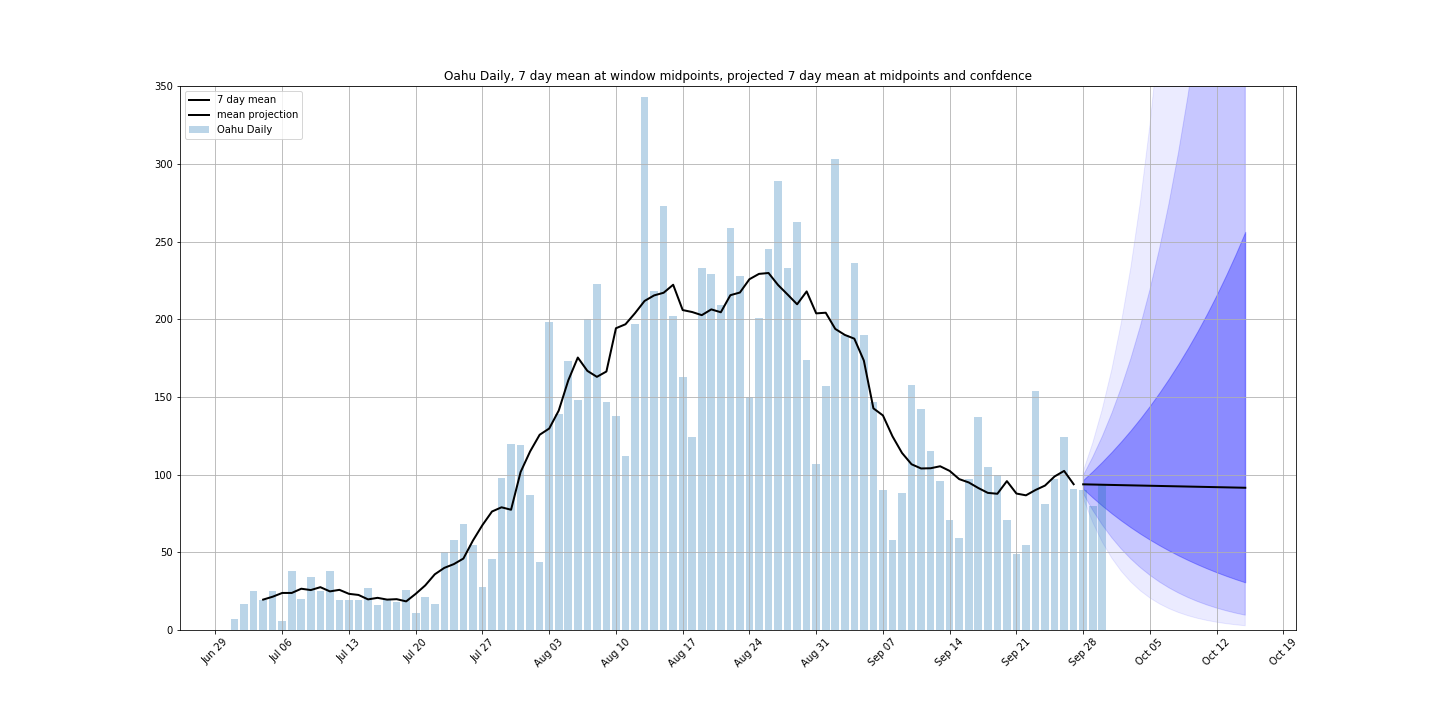 Oahu Daily, 7 day mean at window midpoints, projected 7 day mean at midpoints and confdence
7 day mean
mean projection
Oahu Daily
350
300
250
200
150
100
50
0
Jun 29
Jul 06
Jul 13
Jul 20
Jul 27
Aug 03
Aug 10
Aug 17
Aug 24
Aug 31
Sep 07
Sep 14
Sep 21
Sep 28
Oct 05
Oct 12
Oct 19